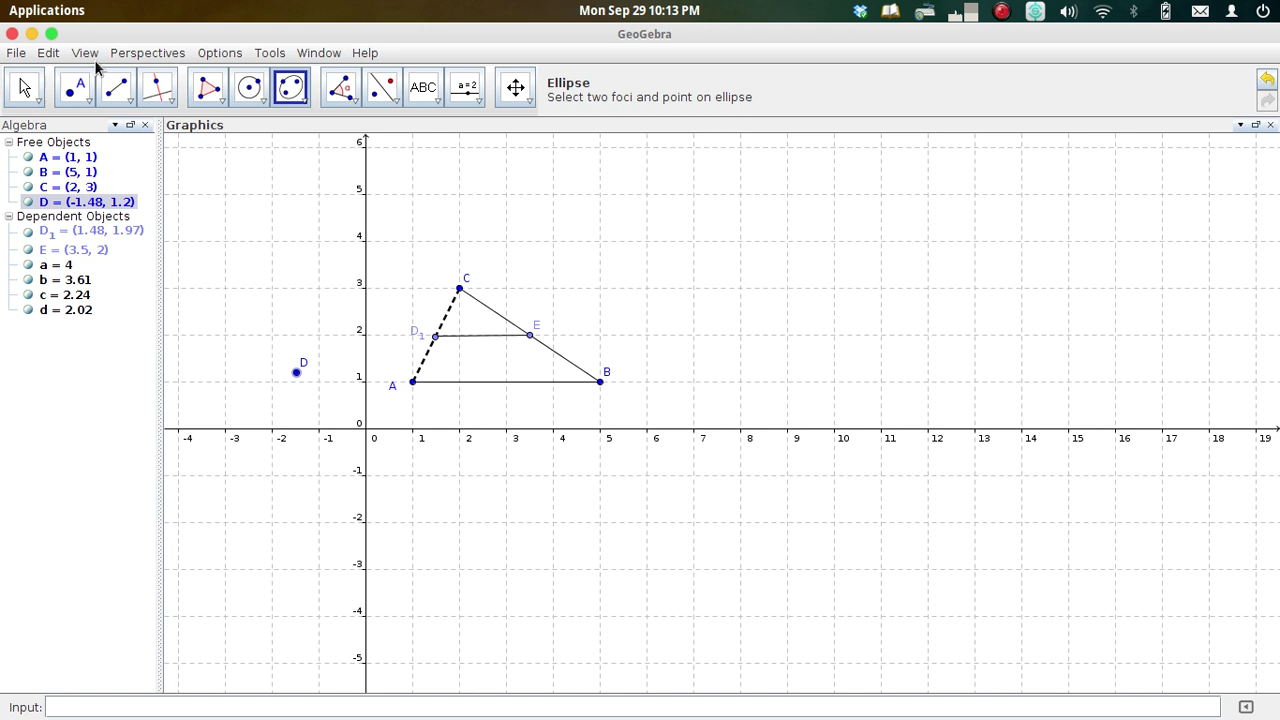 Applications Mon Sep 29 10:13 PM
GeoGebra
File Edit View Perspectives Options Tools Window Help
A ABC a=2 Ellipse
Select two foci and point on ellipse
Algebra Graphics
Free Objects
A = (1, 1)
B = (5, 1)
C = (2, 3)
D = (-1.48, 1.2)
Dependent Objects
D1 = (1.48, 1.97)
E = (3.5, 2)
a = 4
b = 3.61
c = 2.24
d = 2.02
6
5
4
3
2
1
0
-1
-2
-3
-4
-5
-4 -3 -2 -1 0 1 2 3 4 5 6 7 8 9 10 11 12 13 14 15 16 17 18 19
C
D1 E
D
A B
Input: